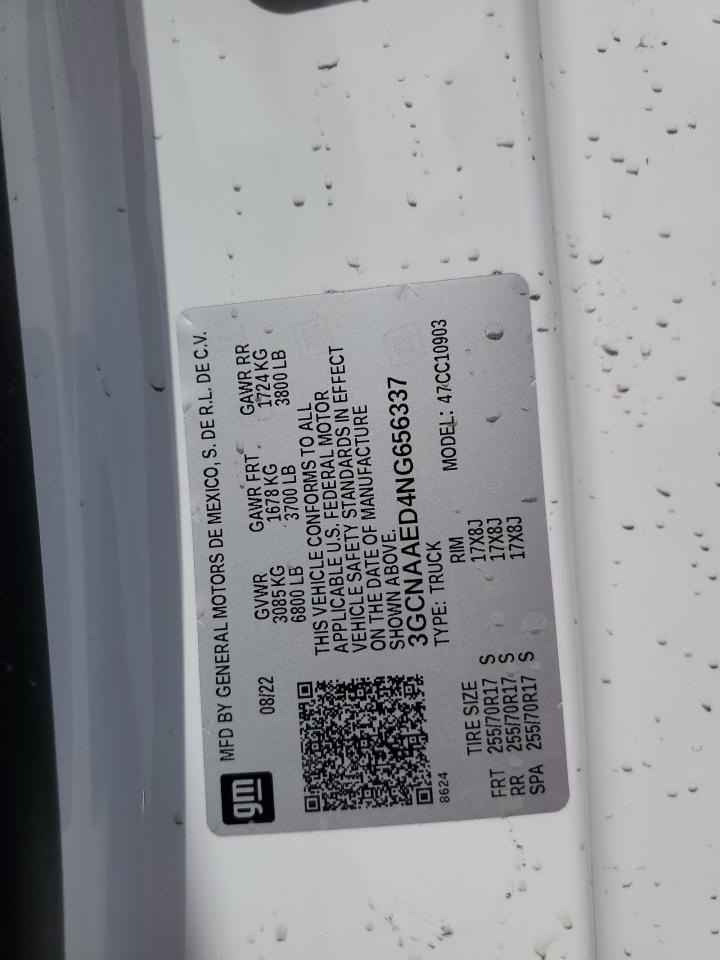 gm
MFD BY GENERAL MOTORS DE MEXICO, S. DE R.L. DE C.V.
08/22
GVWR GAWR FRT GAWR RR
3085 KG 1678 KG 1724 KG
6800 LB 3700 LB 3800 LB
THIS VEHICLE CONFORMS TO ALL
APPLICABLE U.S. FEDERAL MOTOR
VEHICLE SAFETY STANDARDS IN EFFECT
ON THE DATE OF MANUFACTURE
SHOWN ABOVE.
3GCNAAED4NG656337
8624
TYPE: TRUCK MODEL: 47CC10903
TIRE SIZE RIM
FRT 255/70R17 S 17X8J
RR 255/70R17 S 17X8J
SPA 255/70R17 S 17X8J